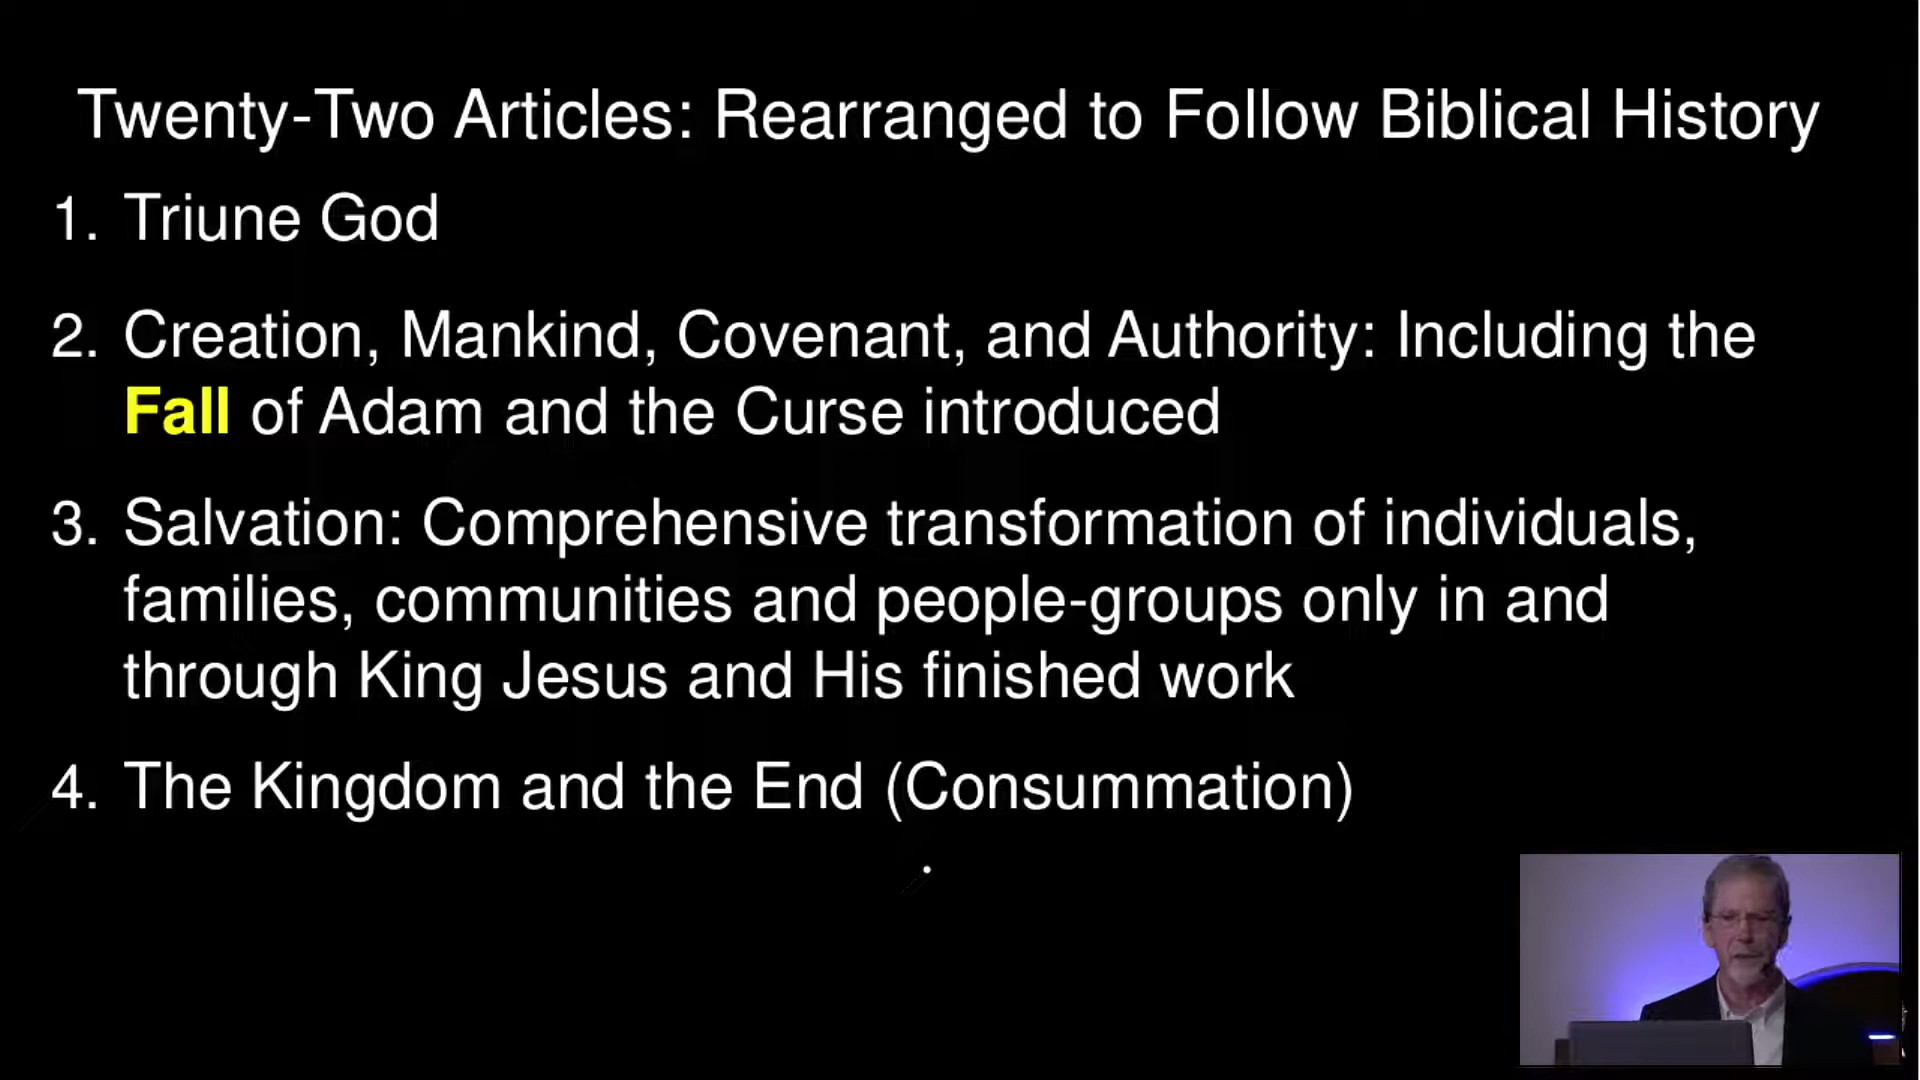 Twenty-Two Articles: Rearranged to Follow Biblical History
1. Triune God
2. Creation, Mankind, Covenant, and Authority: Including the
Fall of Adam and the Curse introduced
3. Salvation: Comprehensive transformation of individuals,
families, communities and people-groups only in and
through King Jesus and His finished work
4. The Kingdom and the End (Consummation)